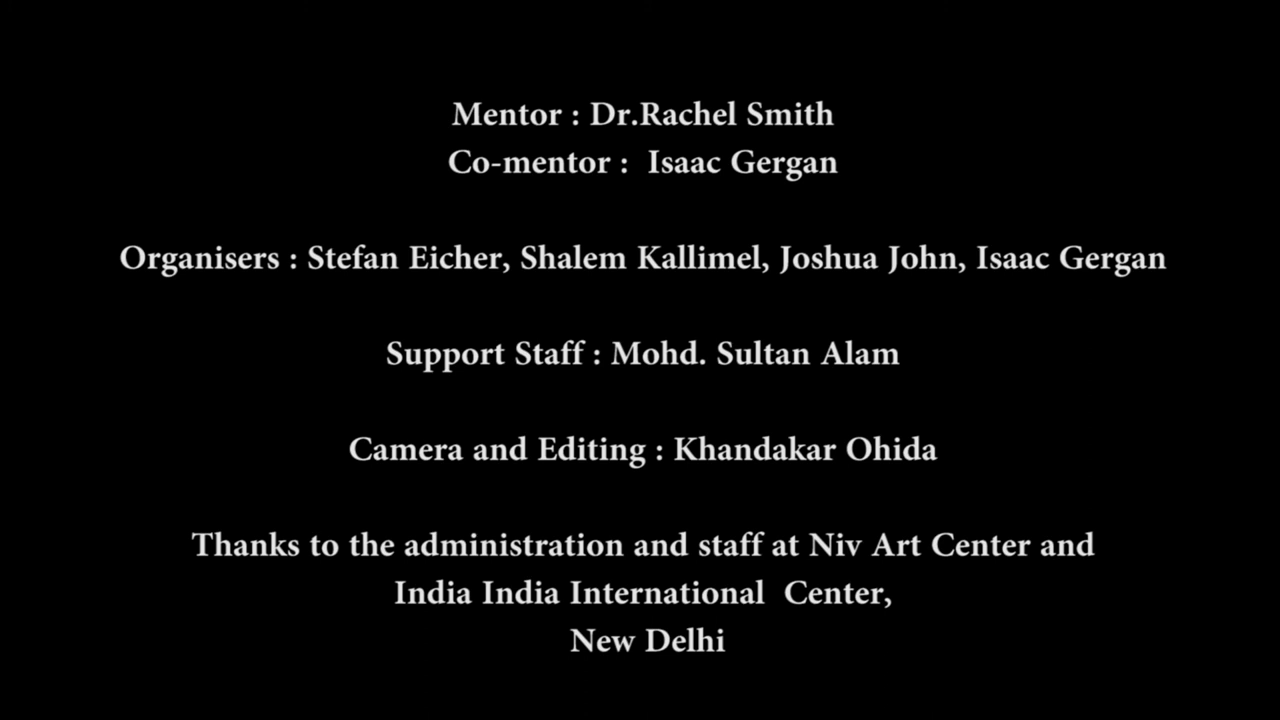 Mentor : Dr.Rachel Smith
Co-mentor :  Isaac Gergan
Organisers : Stefan Eicher, Shalem Kallimel, Joshua John, Isaac Gergan
Support Staff : Mohd. Sultan Alam
Camera and Editing : Khandakar Ohida
Thanks to the administration and staff at Niv Art Center and
India India International  Center,
New Delhi